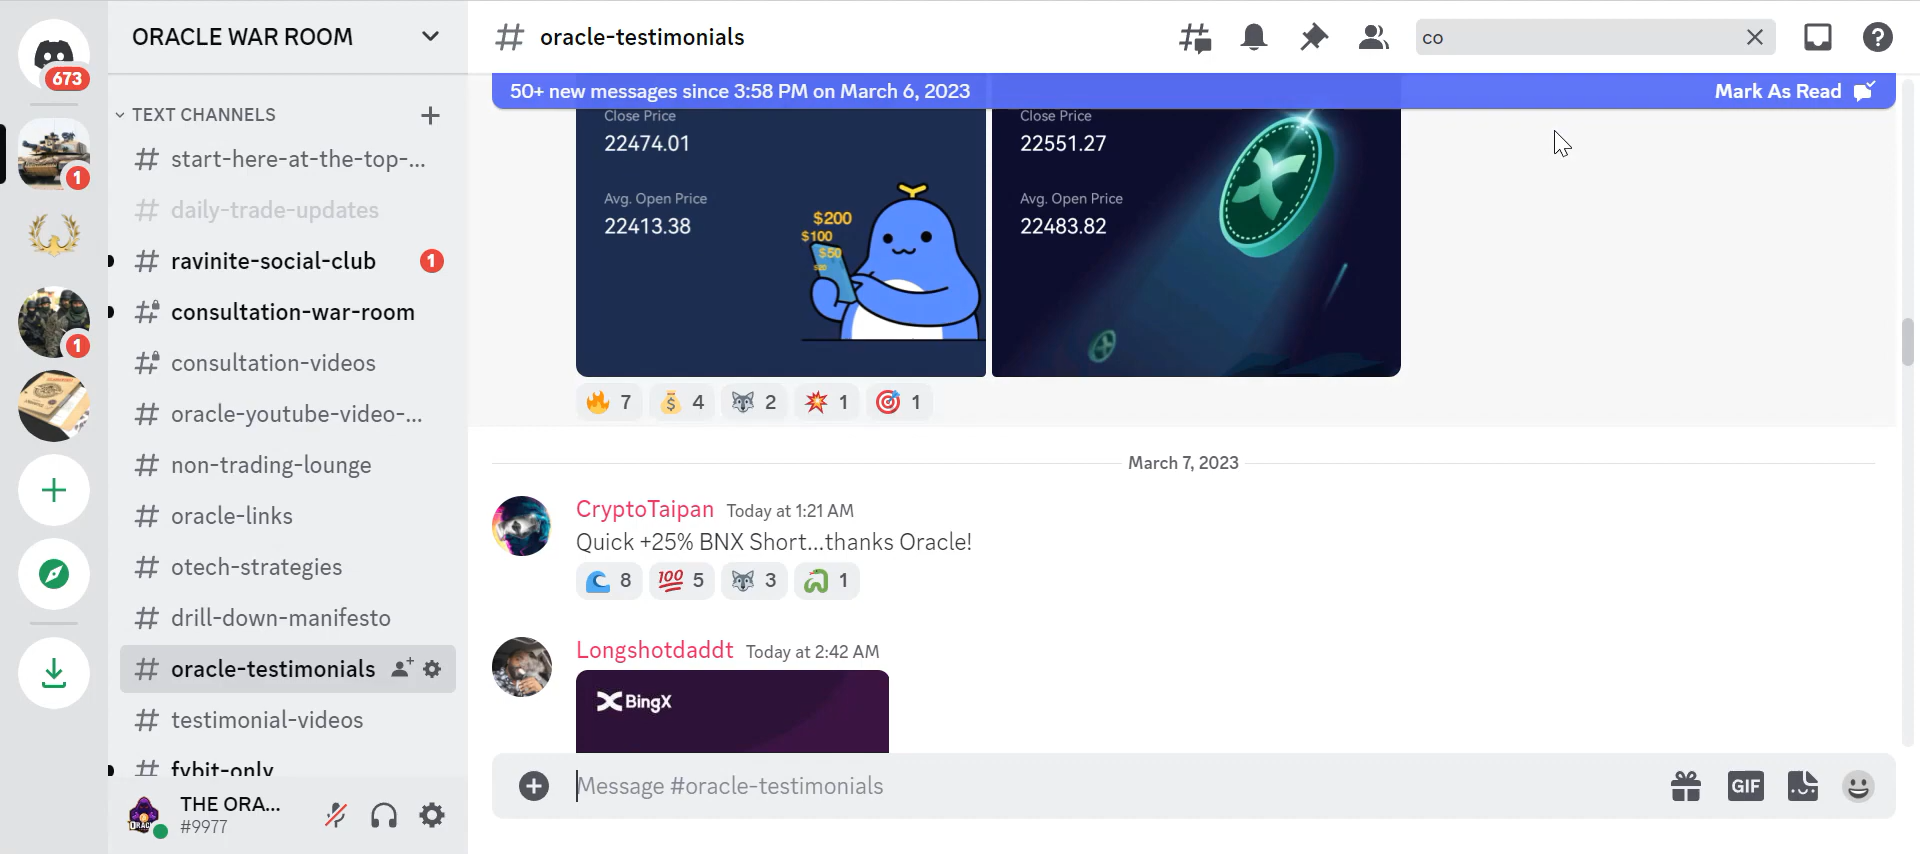 673
1
1
ORACLE WAR ROOM
TEXT CHANNELS
start-here-at-the-top-...
daily-trade-updates
ravinite-social-club 1
consultation-war-room
consultation-videos
oracle-youtube-video-...
non-trading-lounge
oracle-links
otech-strategies
drill-down-manifesto
oracle-testimonials
testimonial-videos
fybit-only
THE ORA...
#9977
oracle-testimonials
co
50+ new messages since 3:58 PM on March 6, 2023 Mark As Read
Close Price
22474.01
Avg. Open Price
22413.38
$200
$100
$50
Close Price
22551.27
Avg. Open Price
22483.82
7 4 2 1 1
March 7, 2023
CryptoTaipan Today at 1:21 AM
Quick +25% BNX Short...thanks Oracle!
8 100 5 3 1
Longshotdaddt Today at 2:42 AM
BingX
Message #oracle-testimonials
GIF